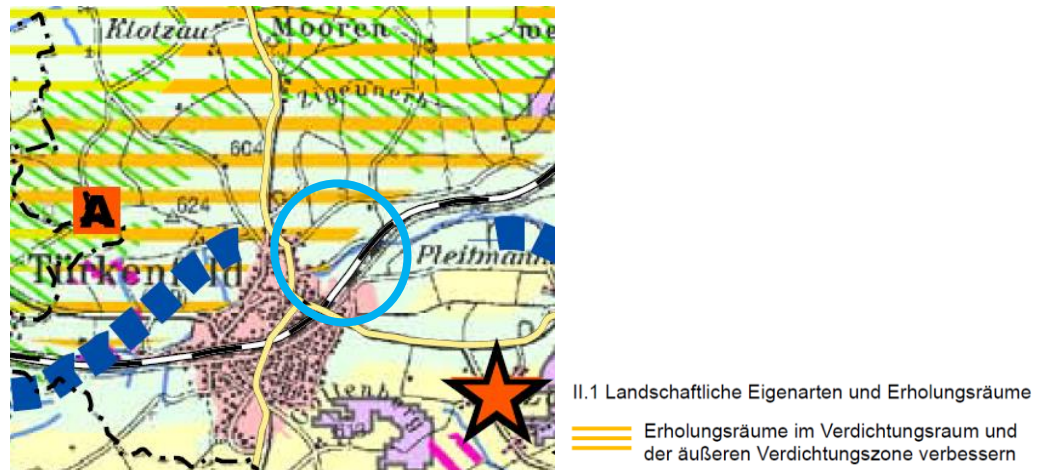 Klotzau
Mooren
Zigeunerb
604
624
A
Türkenfeld
Pleitmann
II.1 Landschaftliche Eigenarten und Erholungsräume
Erholungsräume im Verdichtungsraum und
der äußeren Verdichtungszone verbessern